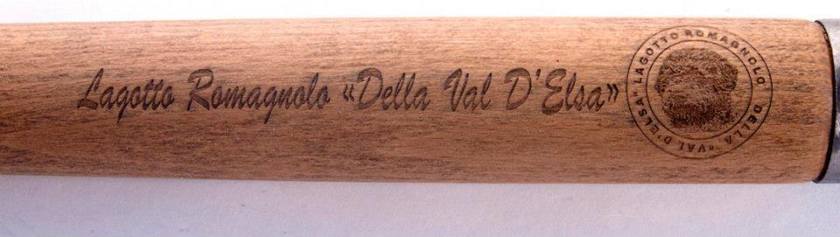 Lagotto Romagnolo «Della Val D'Elsa»
LAGOTTO ROMAGNOLO DELLA "VAL D'ELSA"